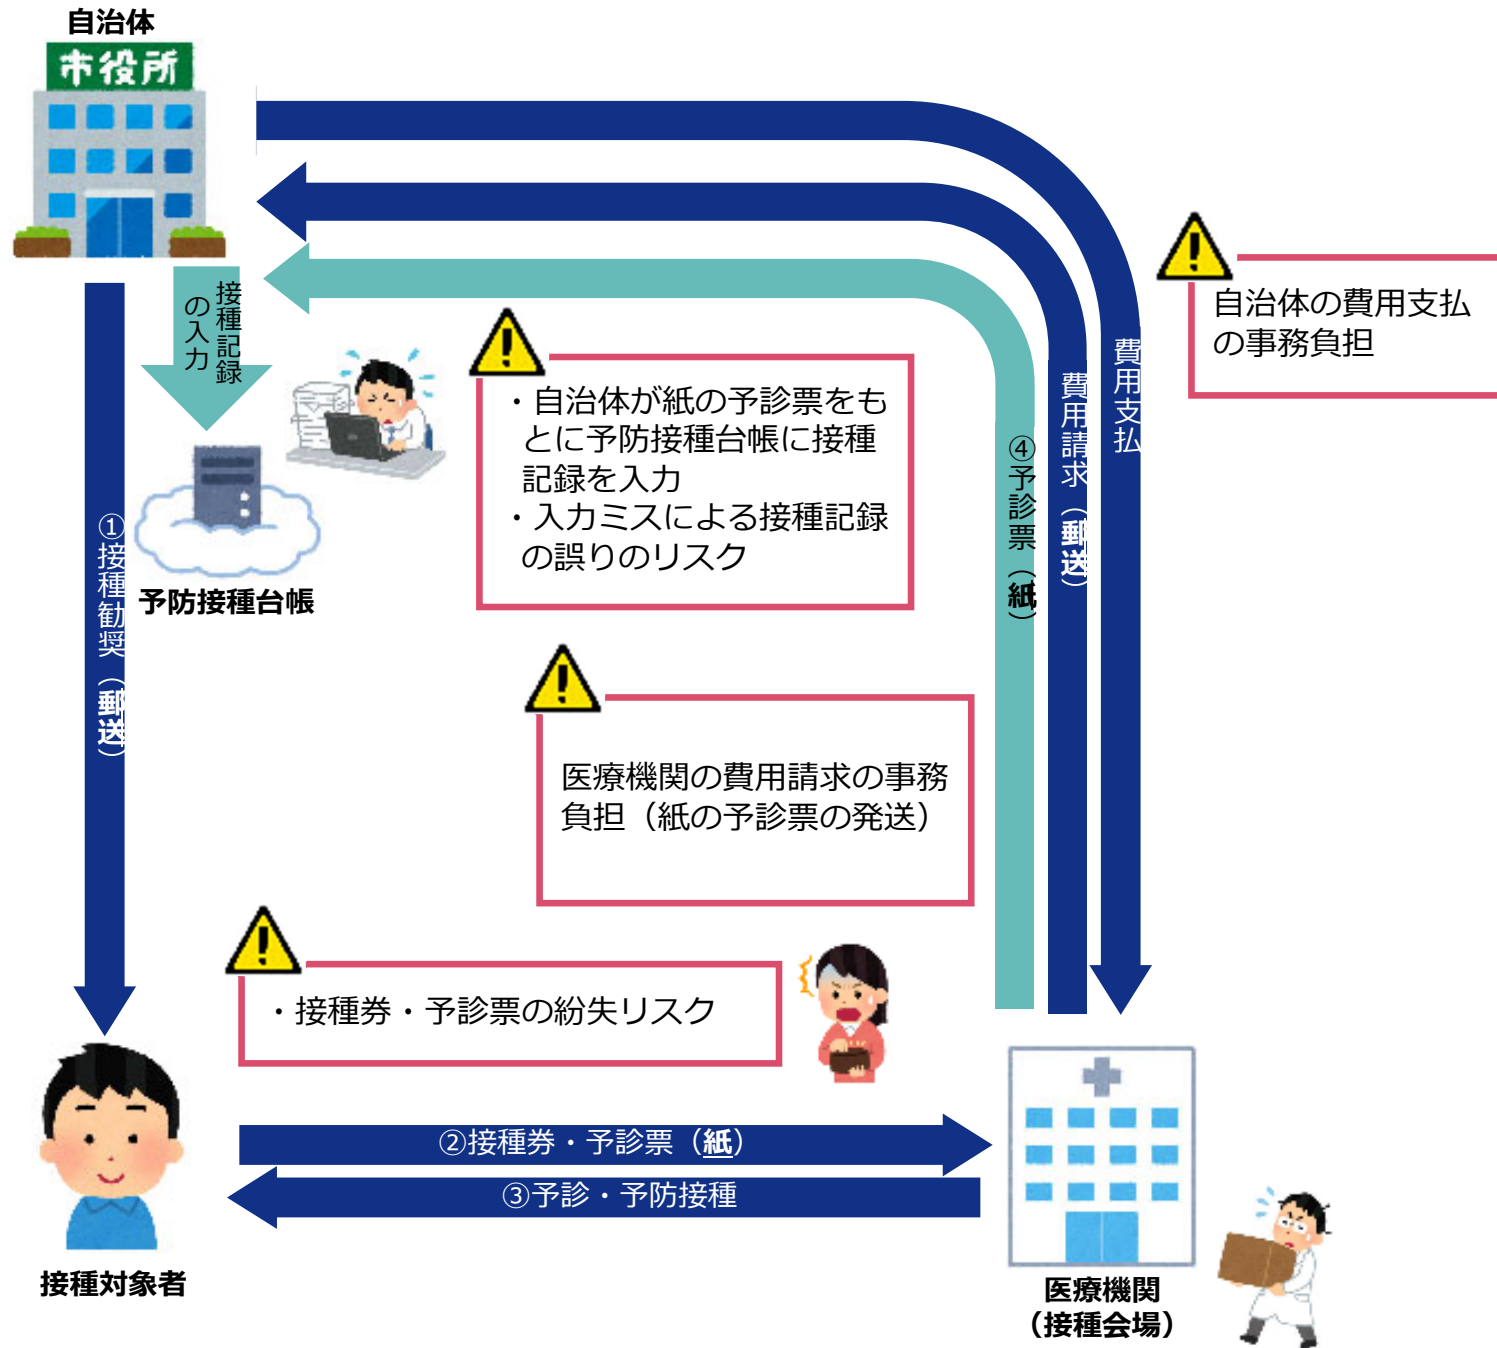 自治体
市役所
接種記録
の入力
予防接種台帳
①接種勧奨（郵送）
・自治体が紙の予診票をも
とに予防接種台帳に接種
記録を入力
・入力ミスによる接種記録
の誤りのリスク
④予診票（紙）
費用請求（郵送）
費用支払
自治体の費用支払
の事務負担
医療機関の費用請求の事務
負担（紙の予診票の発送）
・接種券・予診票の紛失リスク
②接種券・予診票（紙）
③予診・予防接種
接種対象者
医療機関
（接種会場）